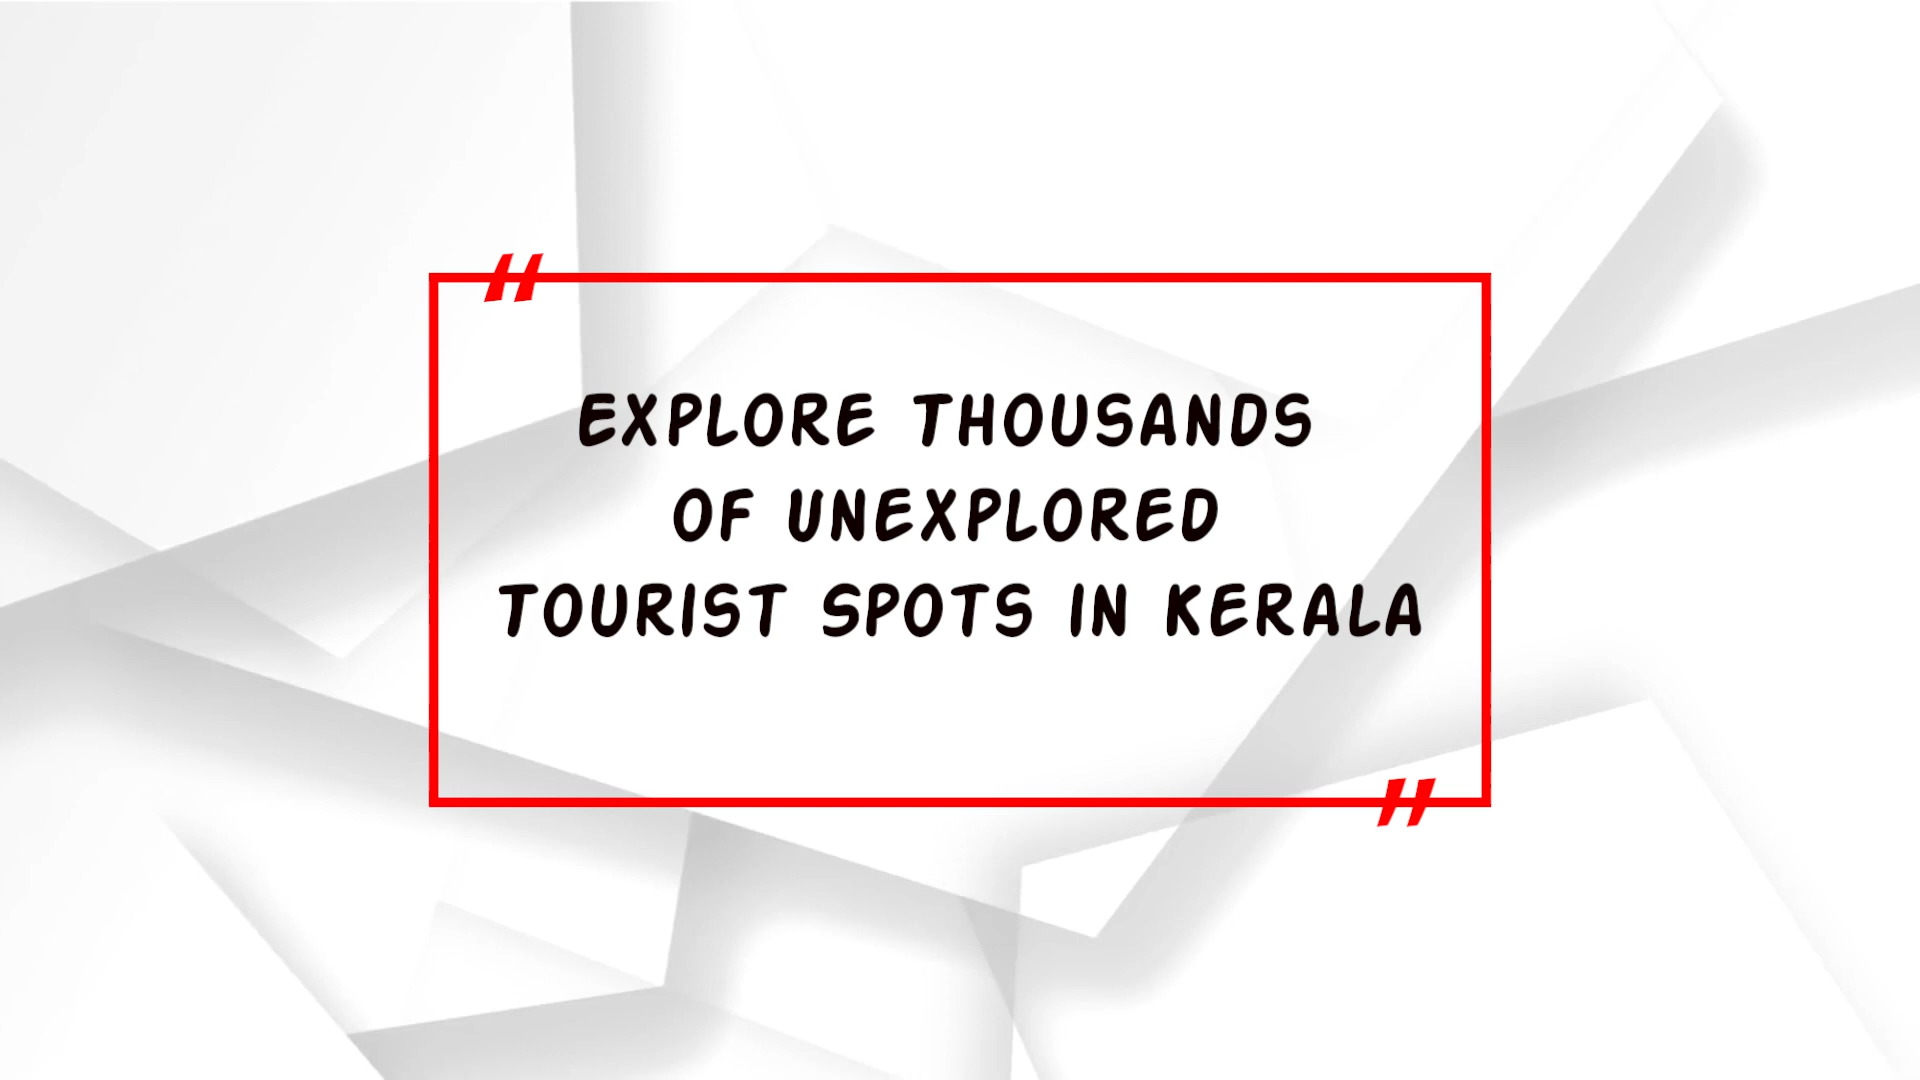 "
EXPLORE THOUSANDS
OF UNEXPLORED
TOURIST SPOTS IN KERALA
"